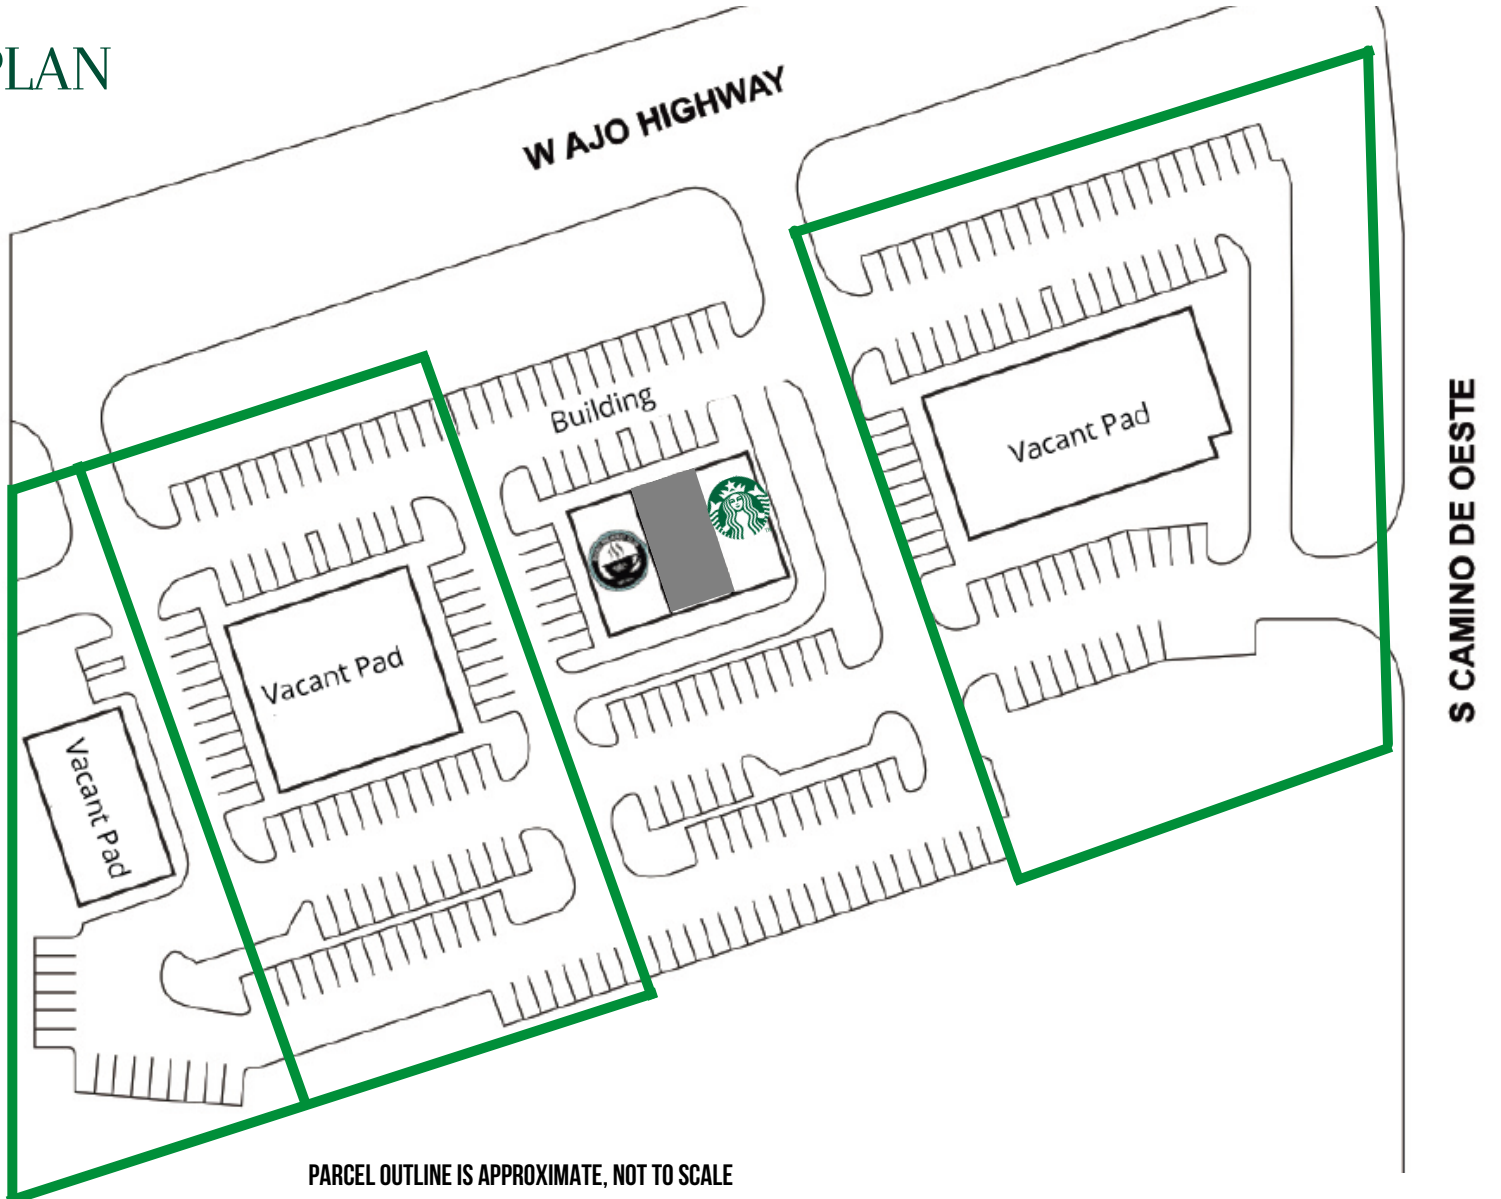 PLAN
W AJO HIGHWAY
Building
Vacant Pad
Vacant Pad
Vacant Pad
S CAMINO DE OESTE
PARCEL OUTLINE IS APPROXIMATE, NOT TO SCALE